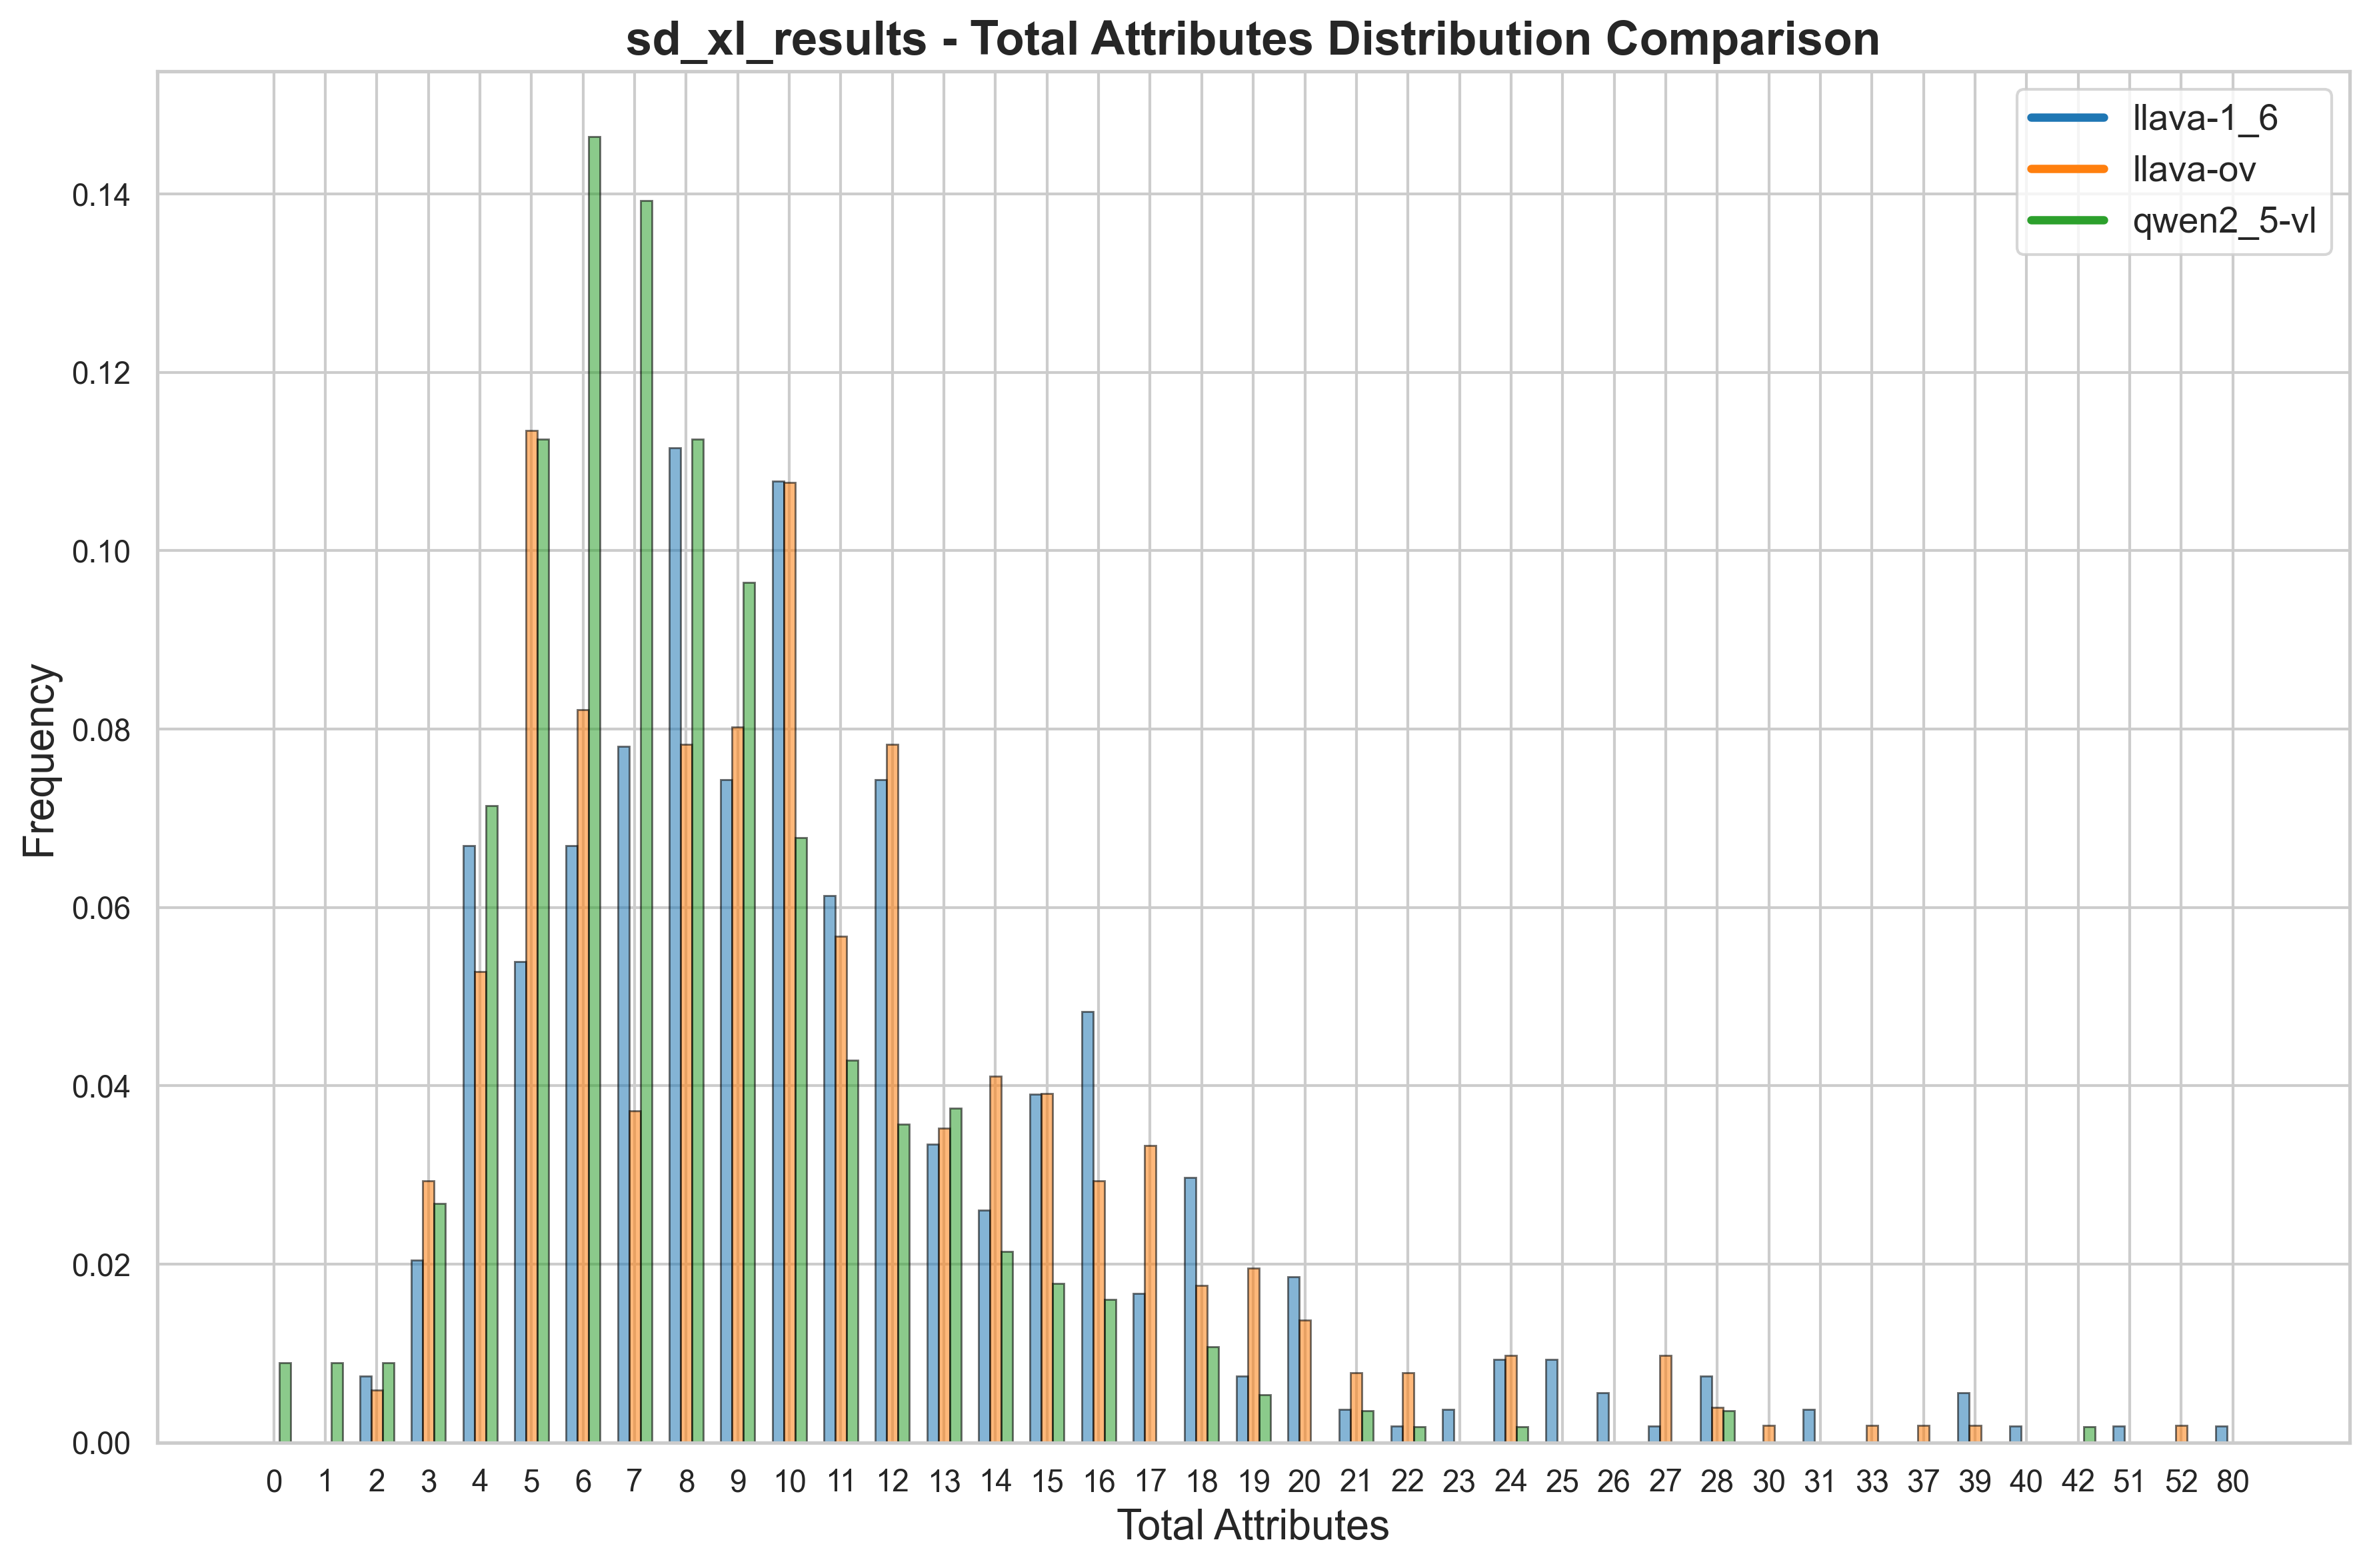 sd_xl_results - Total Attributes Distribution Comparison
llava-1_6
llava-ov
qwen2_5-vl
Frequency
0.14
0.12
0.10
0.08
0.06
0.04
0.02
0.00
0 1 2 3 4 5 6 7 8 9 10 11 12 13 14 15 16 17 18 19 20 21 22 23 24 25 26 27 28 30 31 33 37 39 40 42 51 52 80
Total Attributes